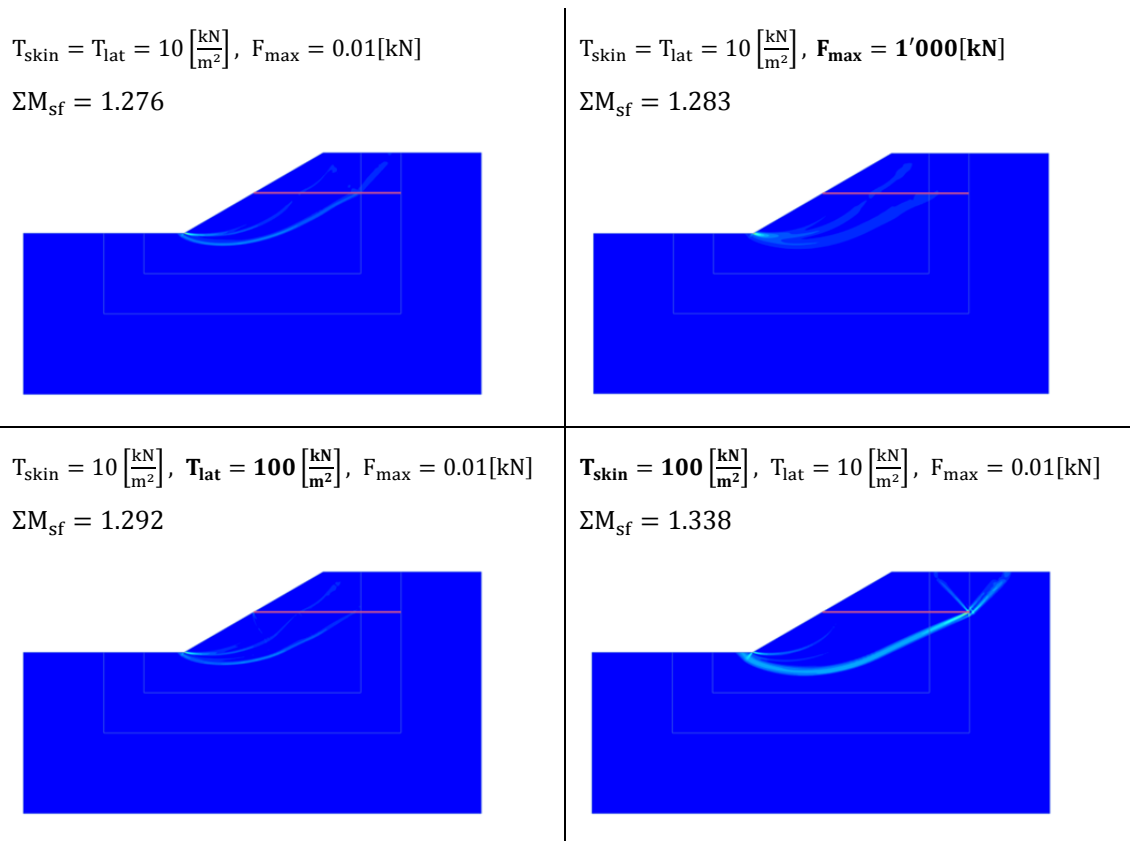 T_skin = T_lat = 10 [kN/m²], F_max = 0.01[kN]
ΣM_sf = 1.276
T_skin = T_lat = 10 [kN/m²], F_max = 1′000[kN]
ΣM_sf = 1.283
T_skin = 10 [kN/m²], T_lat = 100 [kN/m²], F_max = 0.01[kN]
ΣM_sf = 1.292
T_skin = 100 [kN/m²], T_lat = 10 [kN/m²], F_max = 0.01[kN]
ΣM_sf = 1.338